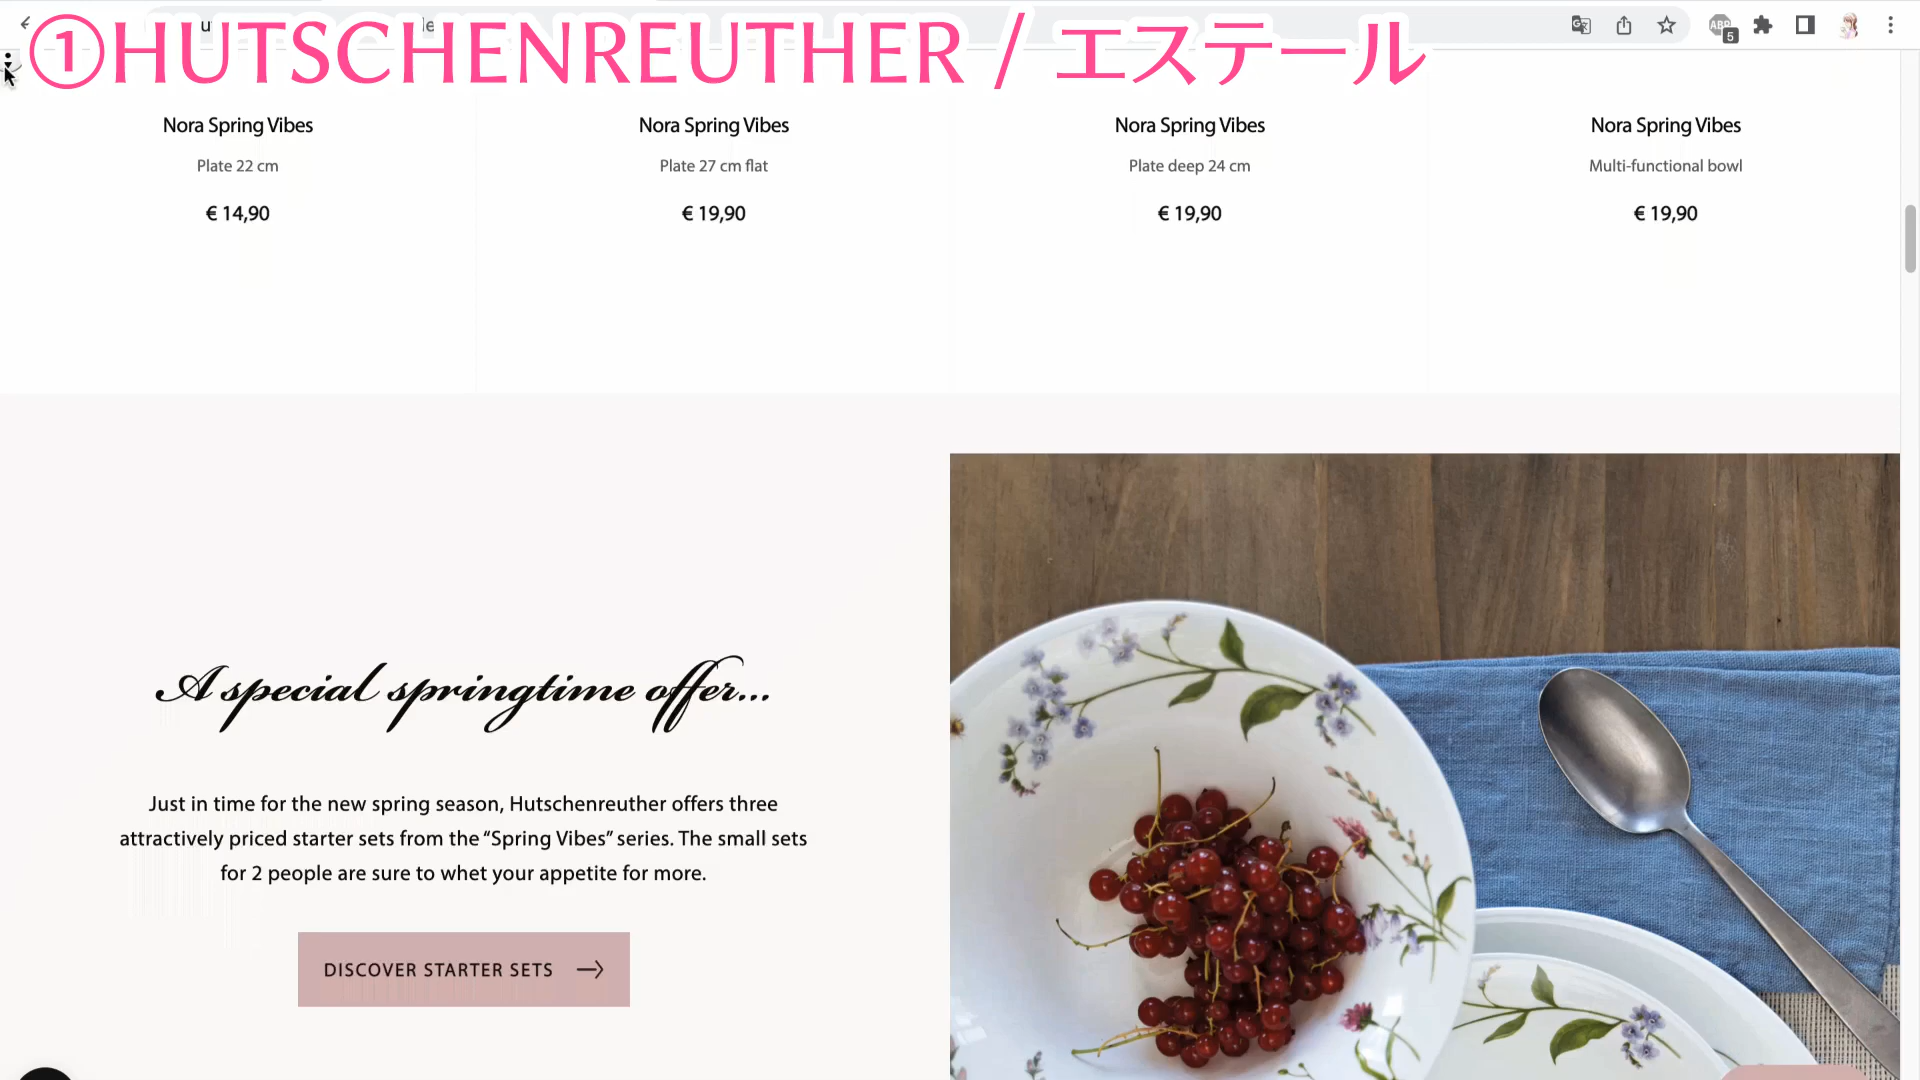 ①HUTSCHENREUTHER / エステール
5
Nora Spring Vibes
Plate 22 cm
€ 14,90
Nora Spring Vibes
Plate 27 cm flat
€ 19,90
Nora Spring Vibes
Plate deep 24 cm
€ 19,90
Nora Spring Vibes
Multi-functional bowl
€ 19,90
A special springtime offer...
Just in time for the new spring season, Hutschenreuther offers three
attractively priced starter sets from the “Spring Vibes” series. The small sets
for 2 people are sure to whet your appetite for more.
DISCOVER STARTER SETS